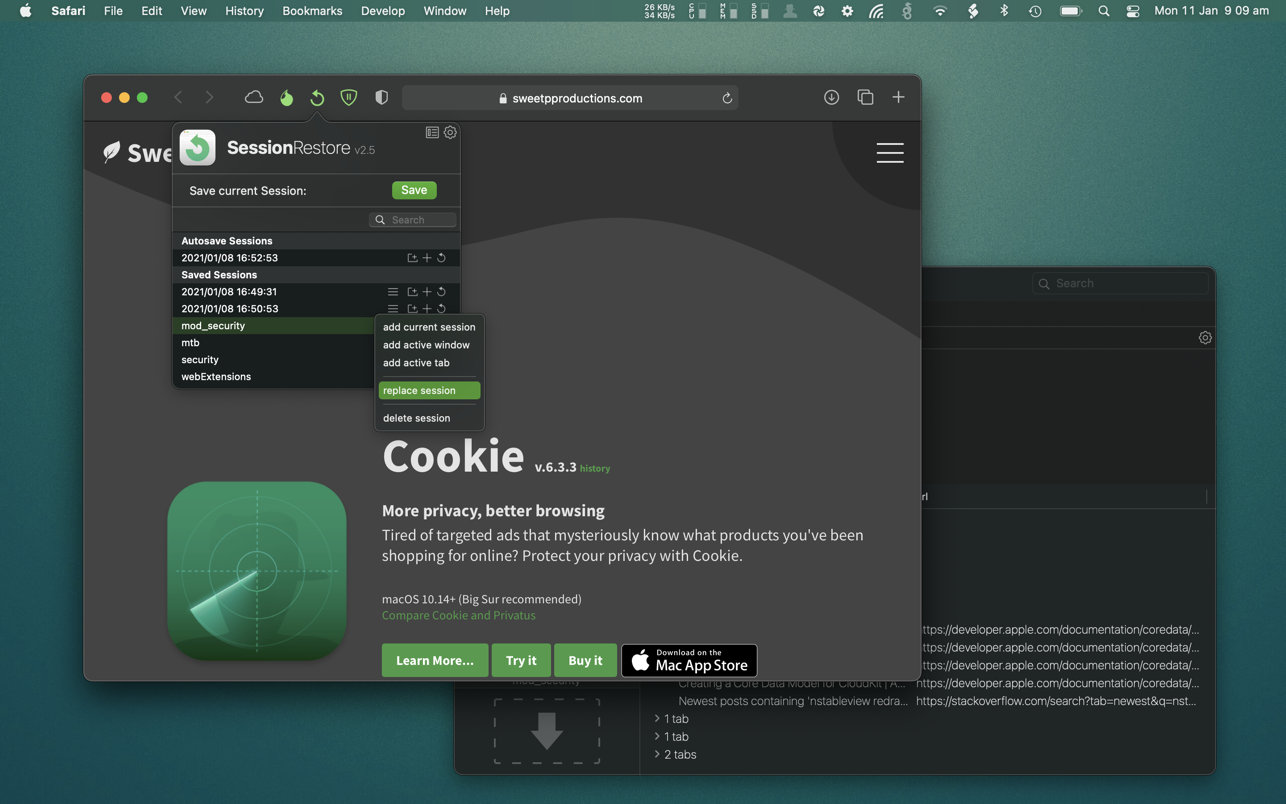 Safari File Edit View History Bookmarks Develop Window Help
26 KB/s
34 KB/s
CPU MEM SSD
Mon 11 Jan 9 09 am
sweetpproductions.com
Swe
SessionRestore v2.5
Save current Session:
Save
Search
Autosave Sessions
2021/01/08 16:52:53
Saved Sessions
2021/01/08 16:49:31
2021/01/08 16:50:53
mod_security
mtb
security
webExtensions
add current session
add active window
add active tab
replace session
delete session
Cookie v.6.3.3 history
More privacy, better browsing
Tired of targeted ads that mysteriously know what products you've been
shopping for online? Protect your privacy with Cookie.
macOS 10.14+ (Big Sur recommended)
Compare Cookie and Privatus
Learn More...
Try it
Buy it
Download on the
Mac App Store
Search
rl
ttps://developer.apple.com/documentation/coredata/...
ttps://developer.apple.com/documentation/coredata/...
ttps://developer.apple.com/documentation/coredata/...
mod_security
Creating a Core Data Model for CloudKit | A... https://developer.apple.com/documentation/coredata/...
Newest posts containing 'nstableview redra... https://stackoverflow.com/search?tab=newest&q=nst...
1 tab
1 tab
2 tabs